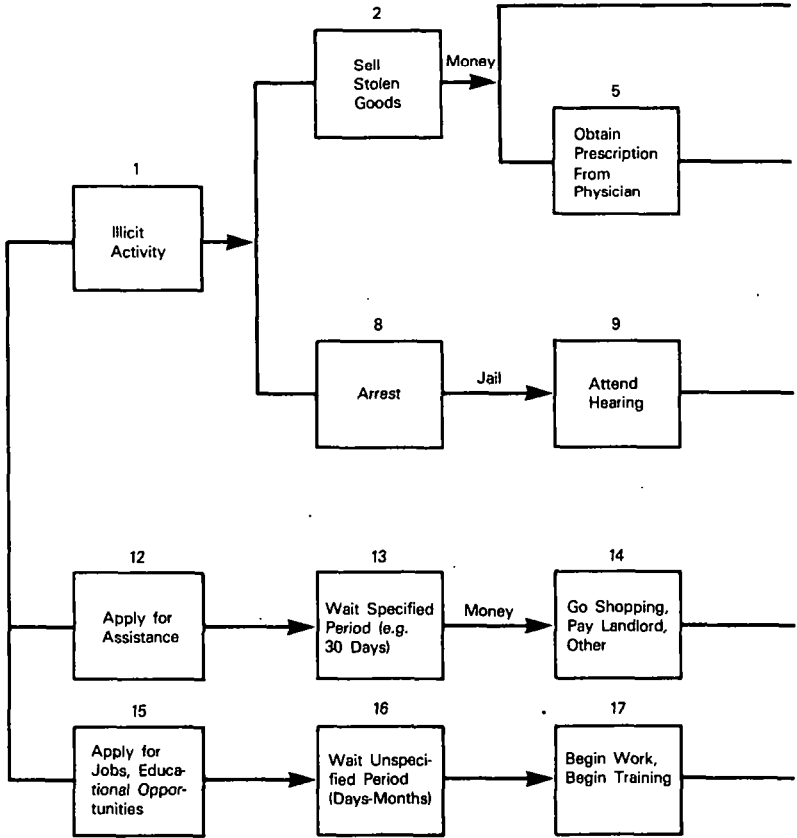 2
Sell
Stolen
Goods
Money
5
Obtain
Prescription
From
Physician
1
Illicit
Activity
8
Arrest
Jail
9
Attend
Hearing
12
Apply for
Assistance
13
Wait Specified
Period (e.g.
30 Days)
Money
14
Go Shopping,
Pay Landlord,
Other
15
Apply for
Jobs, Educa-
tional Oppor-
tunities
16
Wait Unspeci-
fied Period
(Days-Months)
17
Begin Work,
Begin Training